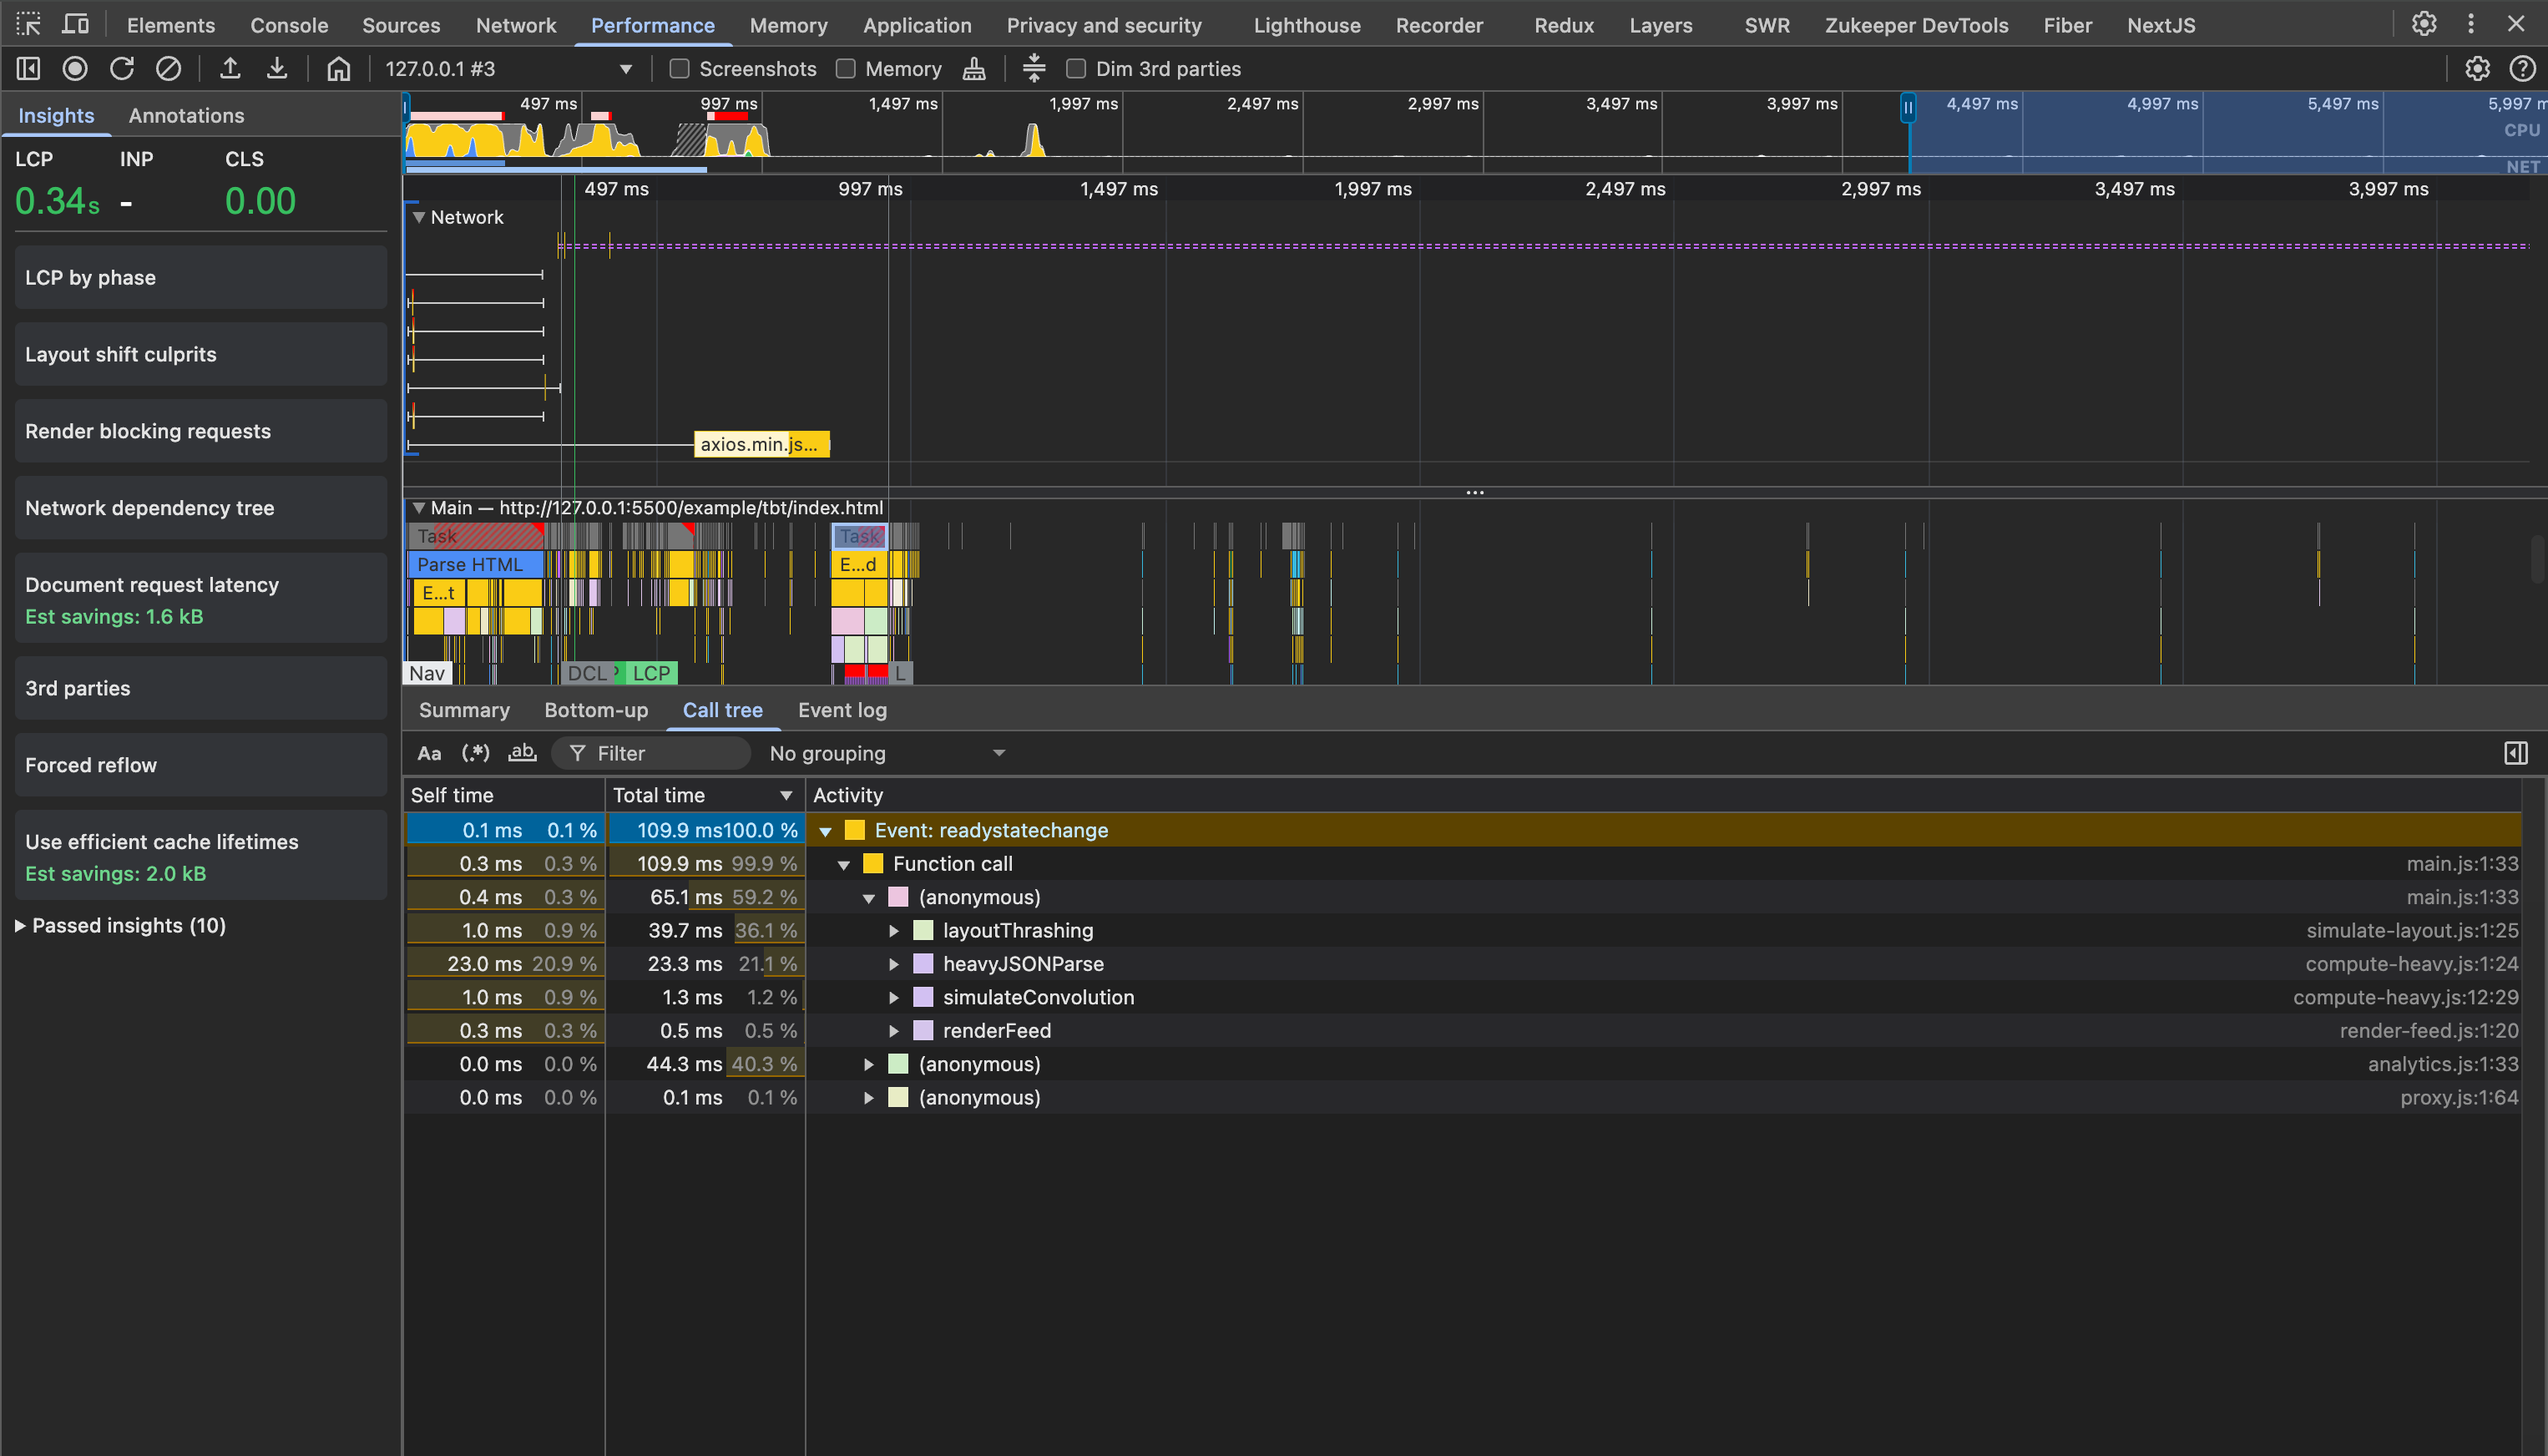 Elements Console Sources Network Performance Memory Application Privacy and security Lighthouse Recorder Redux Layers SWR Zukeeper DevTools Fiber NextJS
127.0.0.1 #3 Screenshots Memory Dim 3rd parties
Insights Annotations
LCP INP CLS
0.34s - 0.00
LCP by phase
Layout shift culprits
Render blocking requests
Network dependency tree
Document request latency
Est savings: 1.6 kB
3rd parties
Forced reflow
Use efficient cache lifetimes
Est savings: 2.0 kB
Passed insights (10)
497 ms 997 ms 1,497 ms 1,997 ms 2,497 ms 2,997 ms 3,497 ms 3,997 ms 4,497 ms 4,997 ms 5,497 ms 5,997 m
CPU
NET
497 ms 997 ms 1,497 ms 1,997 ms 2,497 ms 2,997 ms 3,497 ms 3,997 ms
Network
axios.min.js...
Main — http://127.0.0.1:5500/example/tbt/index.html
Task Task
Parse HTML E...d
E...t
Nav DCL P LCP L
Summary Bottom-up Call tree Event log
Aa (.*) ab Filter No grouping
Self time Total time Activity
0.1 ms 0.1 % 109.9 ms 100.0 % Event: readystatechange
0.3 ms 0.3 % 109.9 ms 99.9 % Function call main.js:1:33
0.4 ms 0.3 % 65.1 ms 59.2 % (anonymous) main.js:1:33
1.0 ms 0.9 % 39.7 ms 36.1 % layoutThrashing simulate-layout.js:1:25
23.0 ms 20.9 % 23.3 ms 21.1 % heavyJSONParse compute-heavy.js:1:24
1.0 ms 0.9 % 1.3 ms 1.2 % simulateConvolution compute-heavy.js:12:29
0.3 ms 0.3 % 0.5 ms 0.5 % renderFeed render-feed.js:1:20
0.0 ms 0.0 % 44.3 ms 40.3 % (anonymous) analytics.js:1:33
0.0 ms 0.0 % 0.1 ms 0.1 % (anonymous) proxy.js:1:64